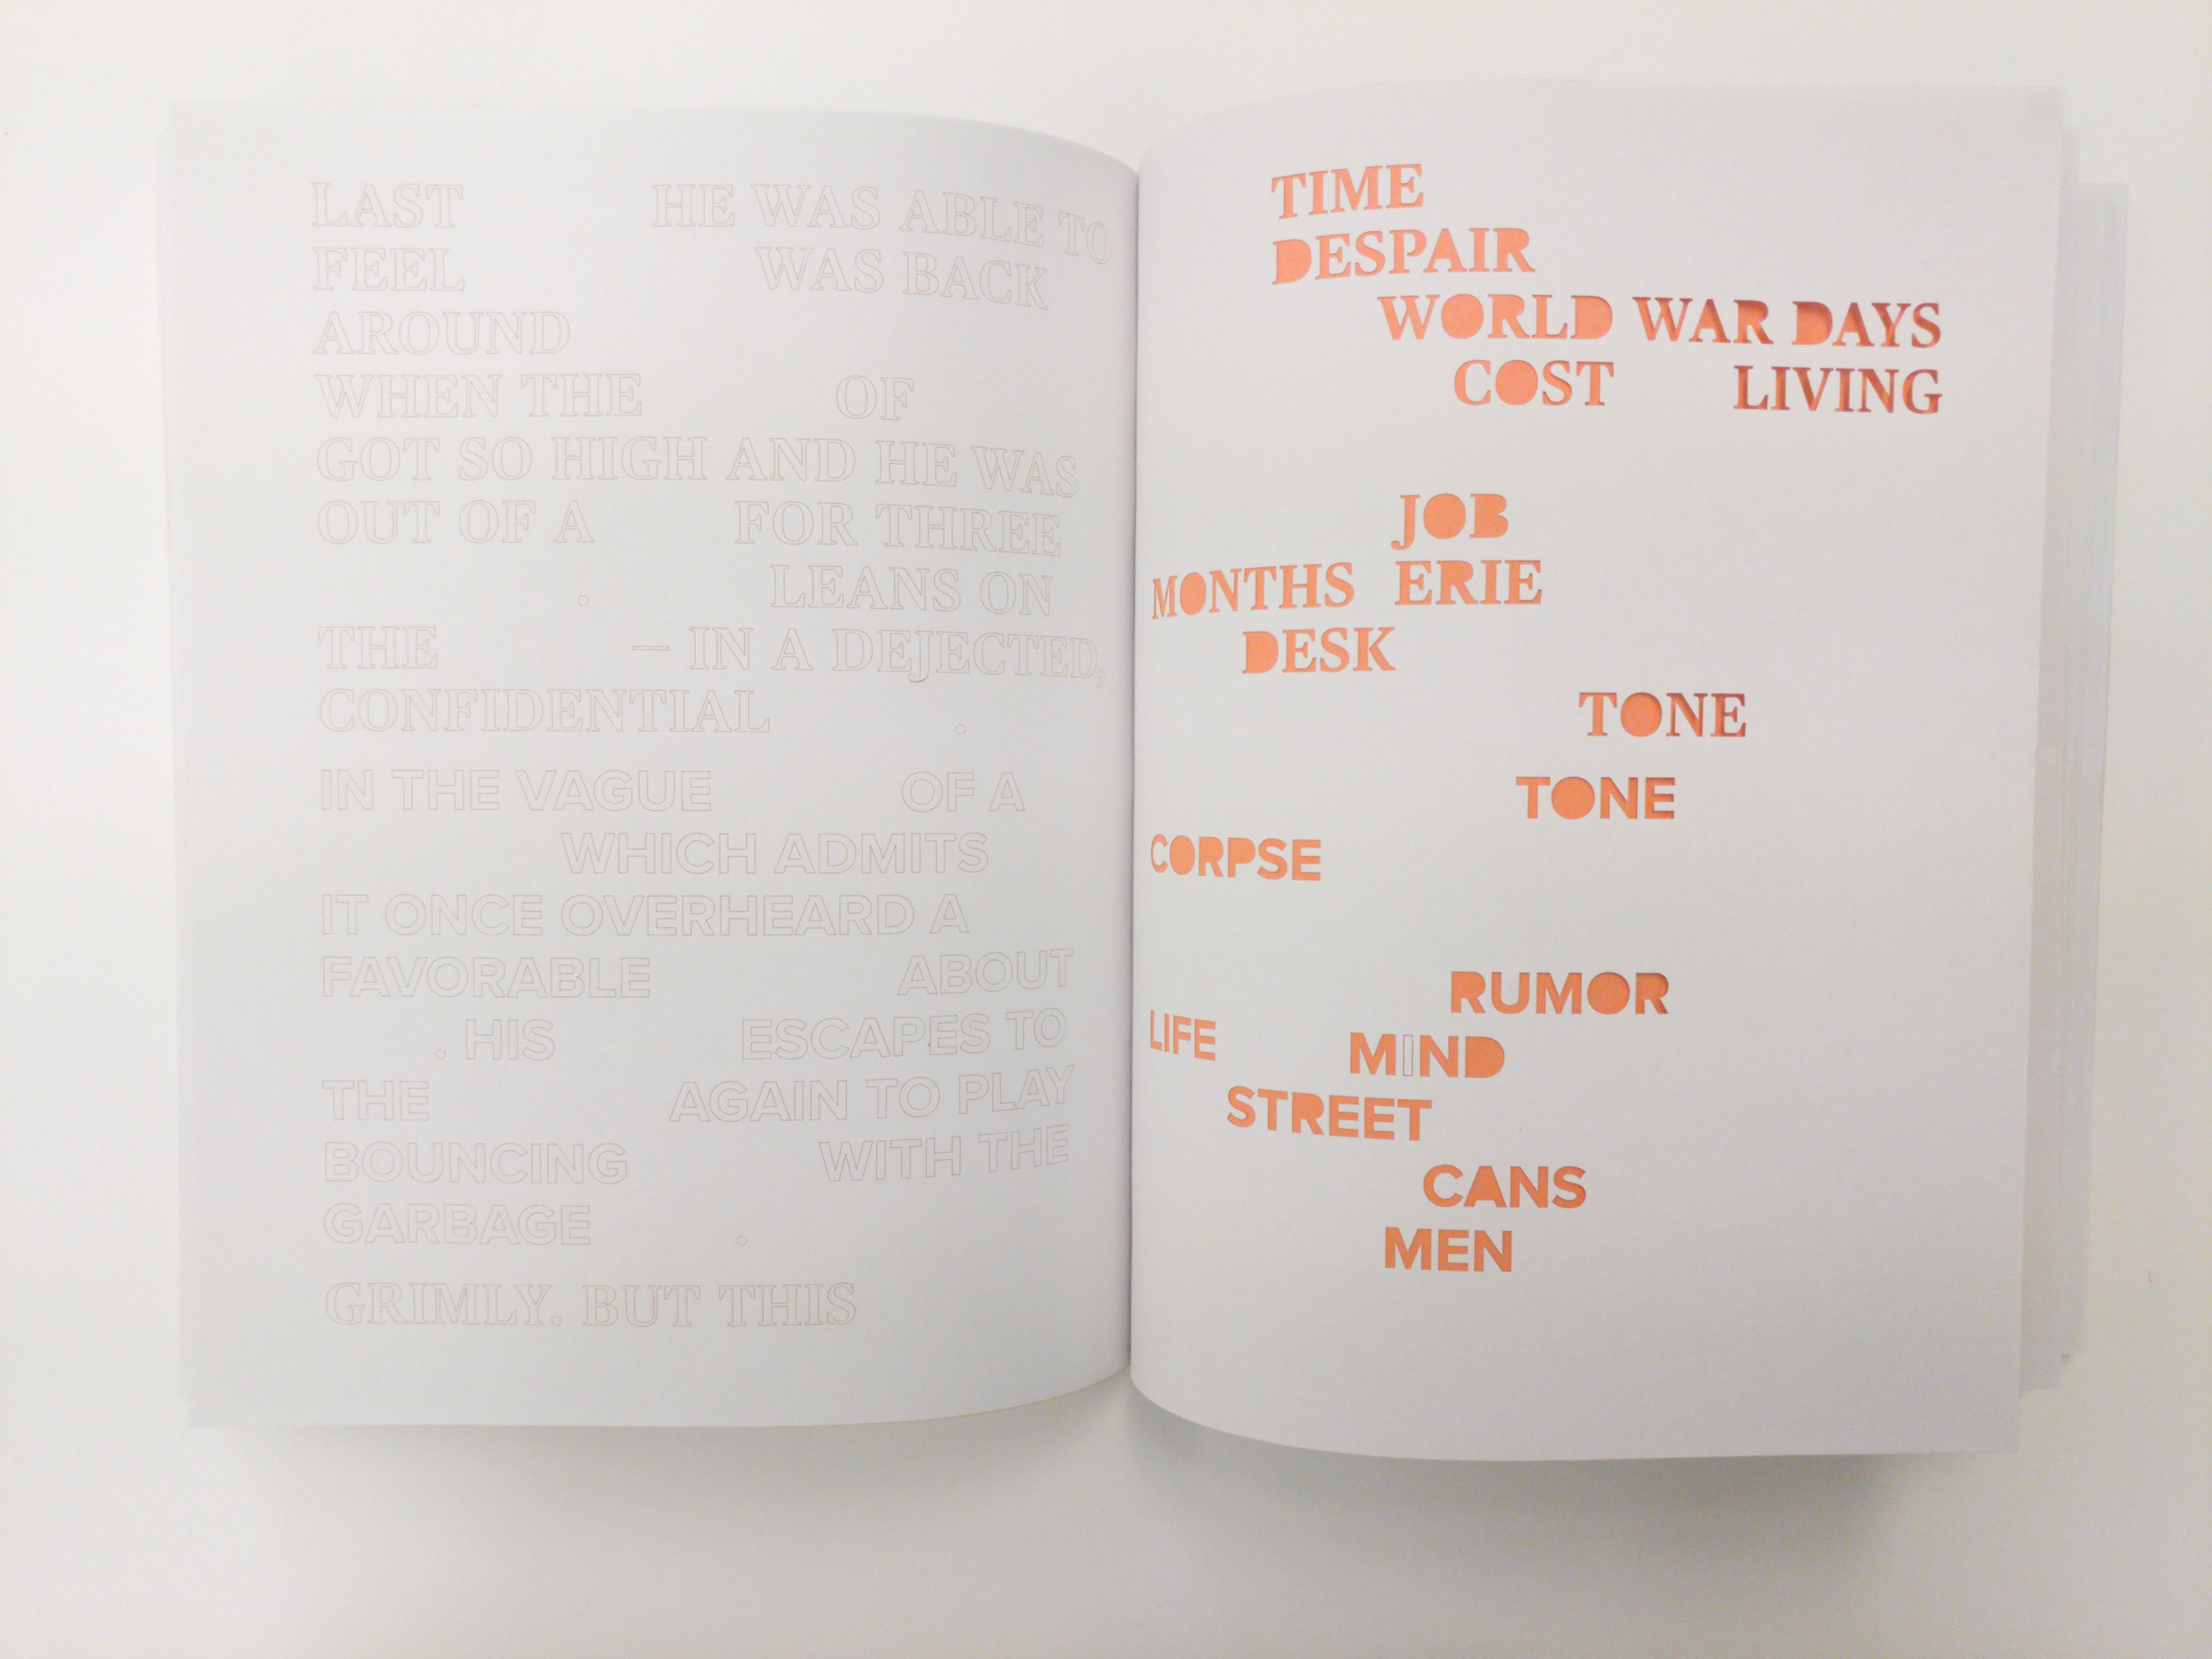 LAST HE WAS ABLE TO
FEEL WAS BACK
AROUND
WHEN THE OF
GOT SO HIGH AND HE WAS
OUT OF A FOR THREE
. LEANS ON
THE – IN A DEJECTED,
CONFIDENTIAL .
IN THE VAGUE OF A
WHICH ADMITS
IT ONCE OVERHEARD A
FAVORABLE ABOUT
. HIS ESCAPES TO
THE AGAIN TO PLAY
BOUNCING WITH THE
GARBAGE .
GRIMLY. BUT THIS
TIME
DESPAIR
WORLD WAR DAYS
COST LIVING
JOB
MONTHS ERIE
DESK
TONE
TONE
CORPSE
RUMOR
LIFE MIND
STREET
CANS
MEN